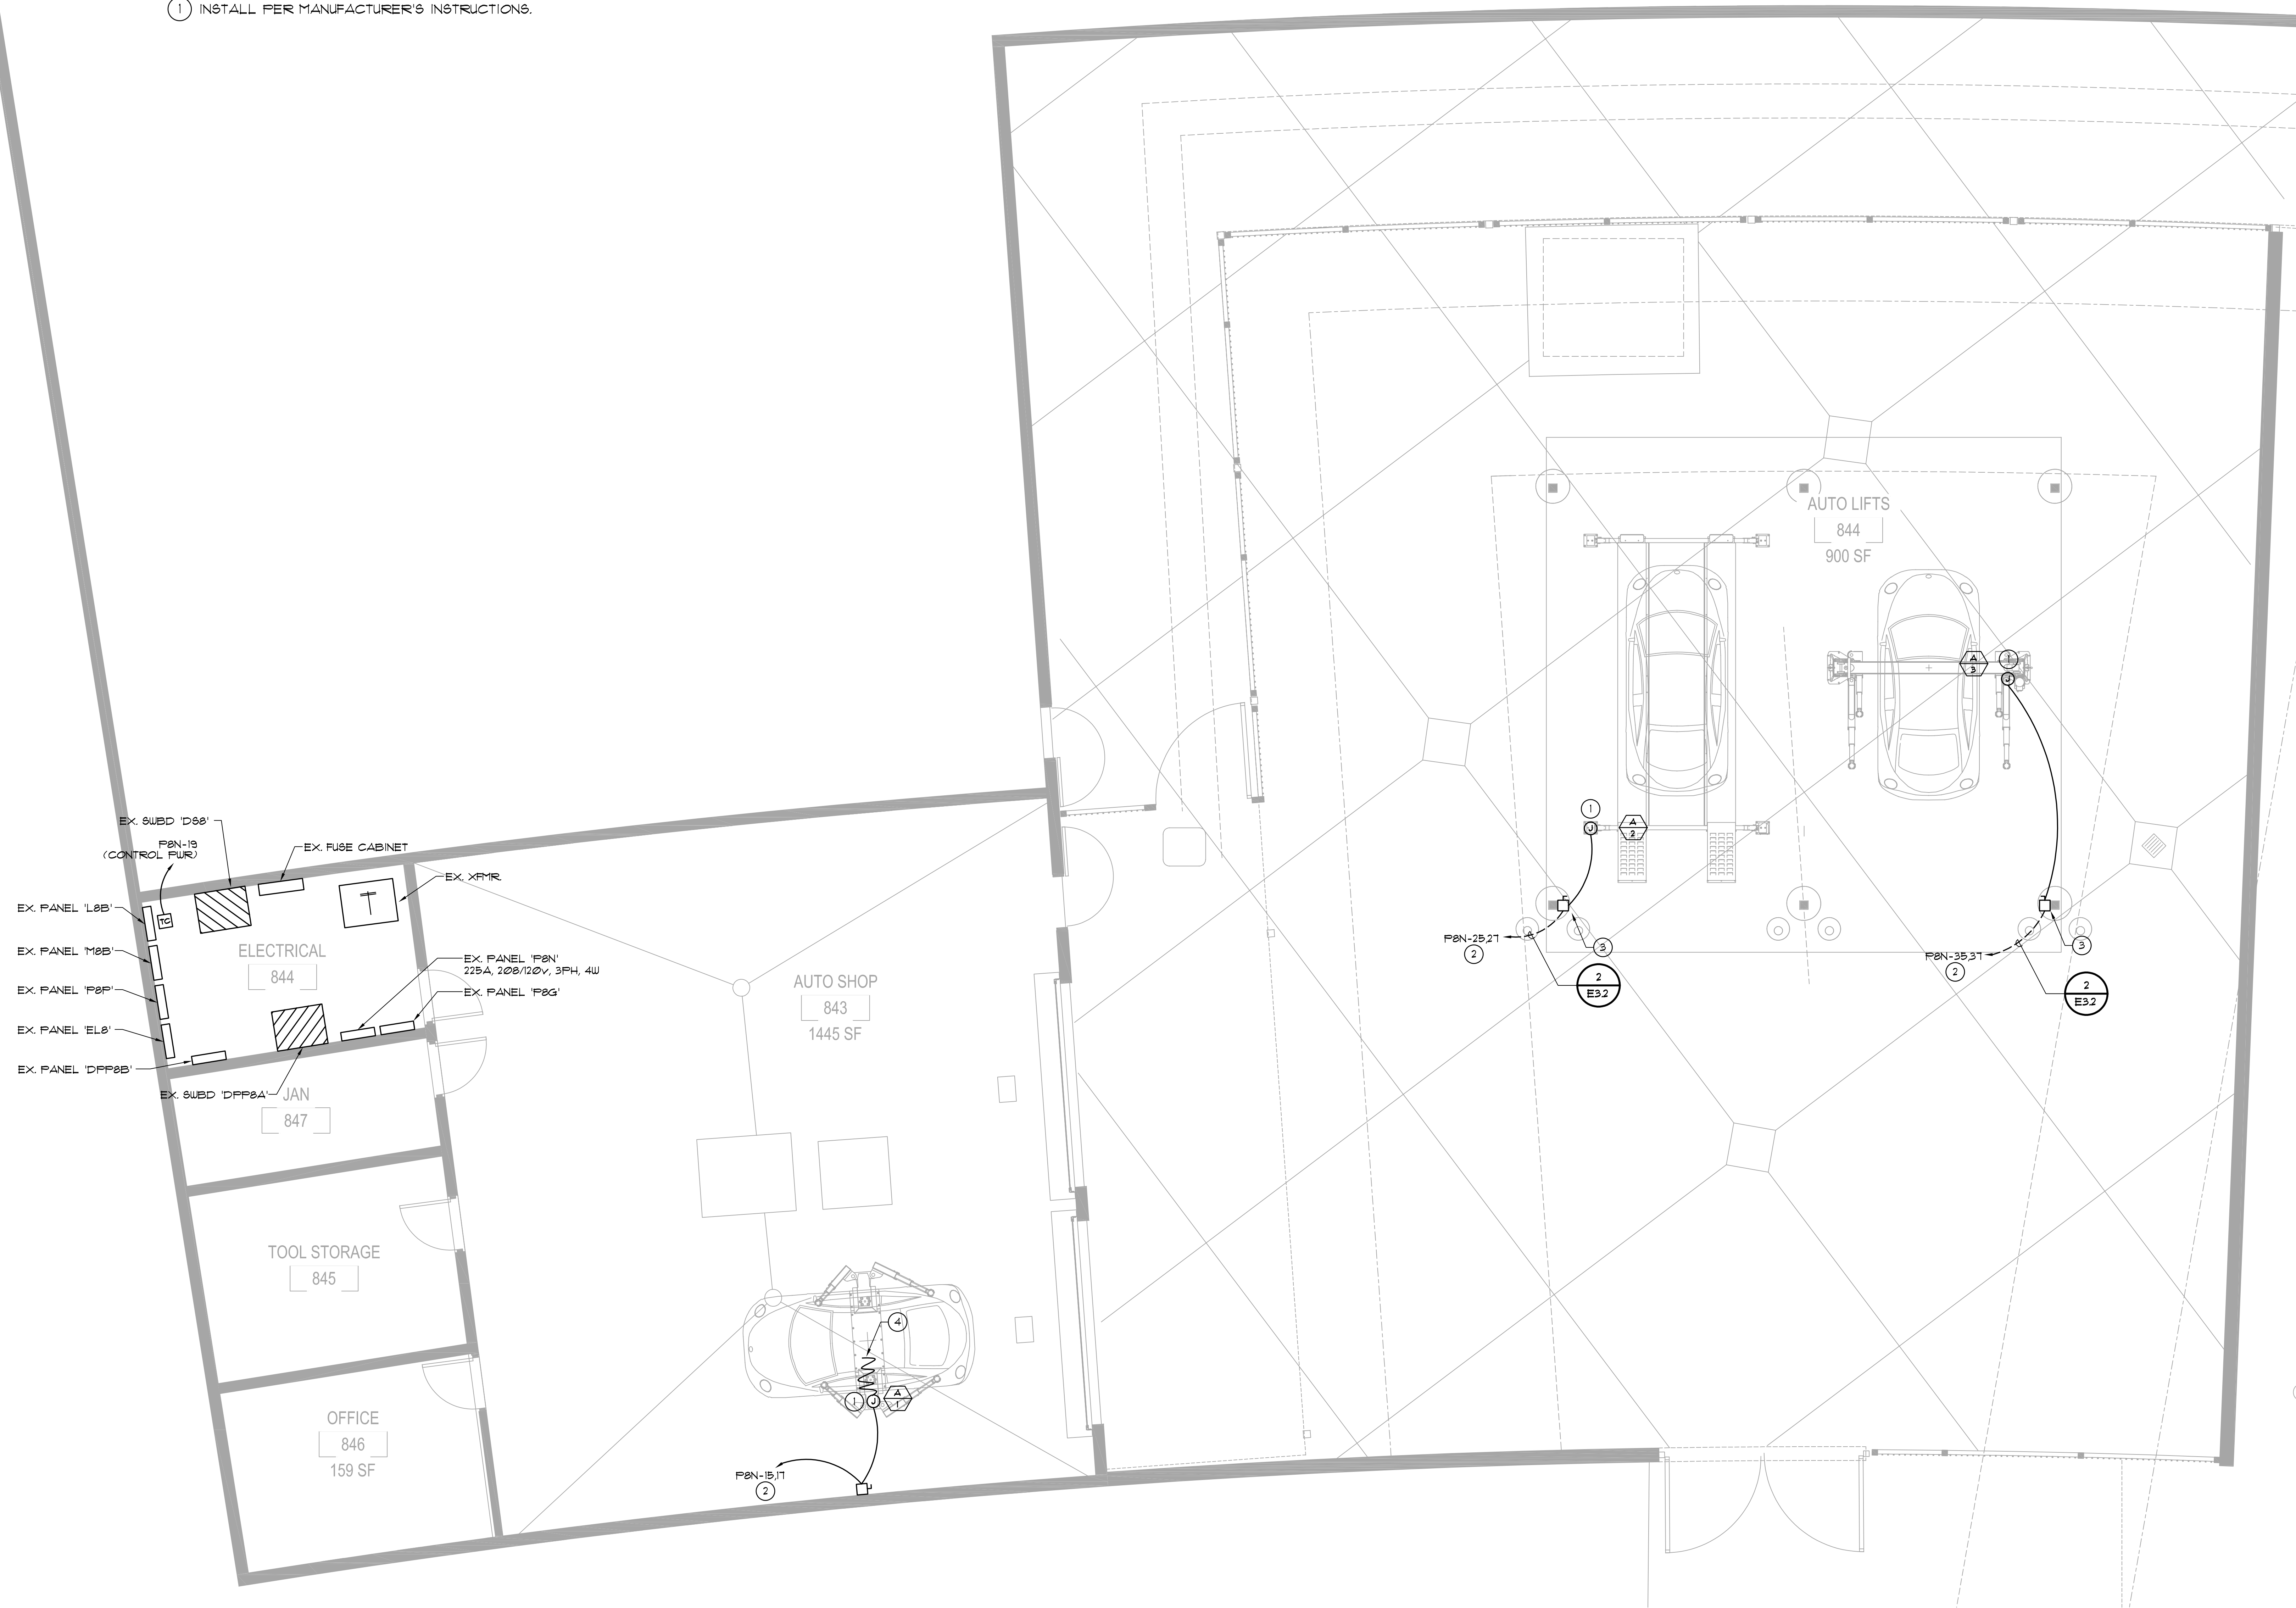 1 INSTALL PER MANUFACTURER'S INSTRUCTIONS.
EX. SWBD 'DS8'
P8N-19
(CONTROL PWR)
EX. FUSE CABINET
EX. XFMR.
T
EX. PANEL 'L8B'
TC
EX. PANEL 'M8B'
ELECTRICAL
844
EX. PANEL 'P8N'
225A, 208/120V, 3PH, 4W
EX. PANEL 'P8P'
EX. PANEL 'P8G'
EX. PANEL 'EL8'
EX. PANEL 'DPP8B'
EX. SWBD 'DPP8A'
JAN
847
TOOL STORAGE
845
OFFICE
846
159 SF
AUTO SHOP
843
1445 SF
4
1
J
A
1
P8N-15,17
2
AUTO LIFTS
844
900 SF
A
3
1
J
1
J
A
2
P8N-25,27
2
3
2
E3.2
P8N-35,37
2
3
2
E3.2